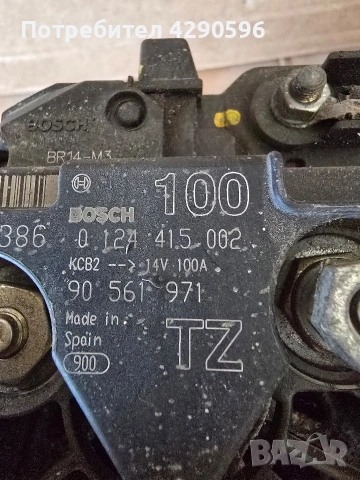 Потребител 4290596
BOSCH
BR14-M3
100
BOSCH
386 0 124 415 002
KCB2 --> 14V 100A
90 561 971
Made in
Spain
TZ
900
BAZAR